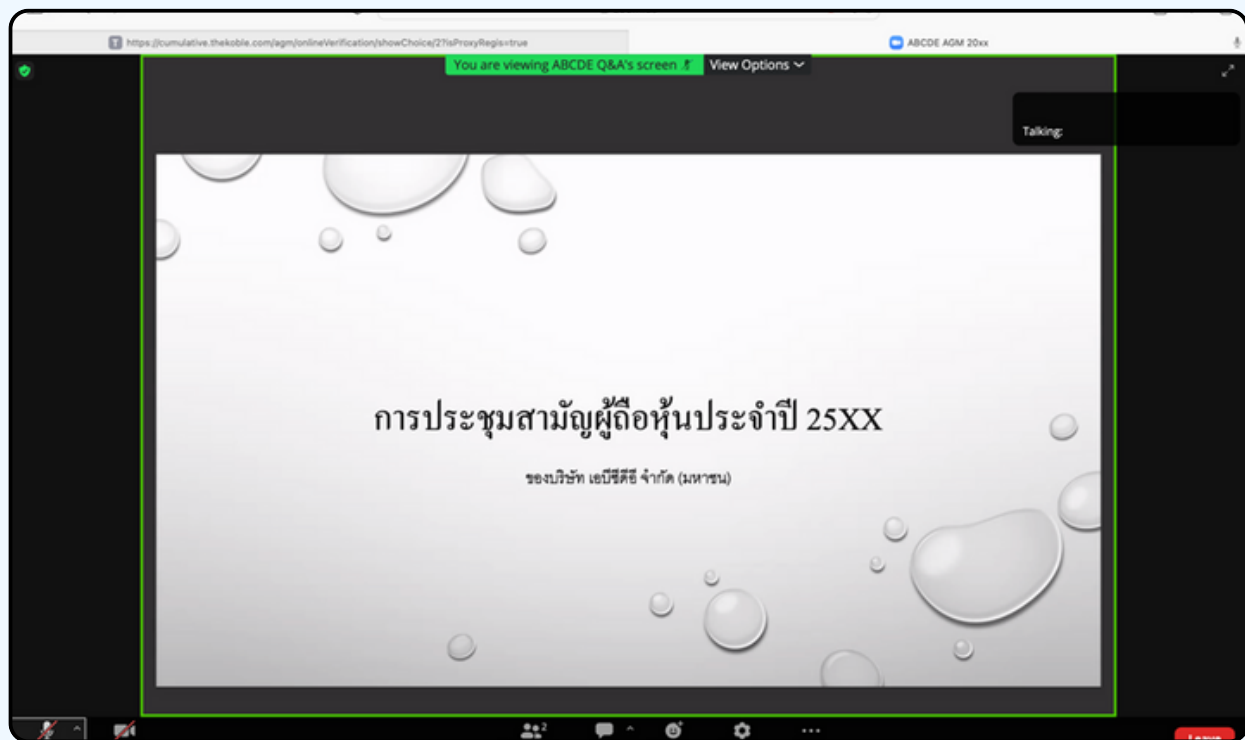 https://cumulative.thekoble.com/agm/onlineVerification/showChoice/2?isProxyRegis=true
ABCDE AGM 20xx
You are viewing ABCDE Q&A's screen
View Options
Talking:
การประชุมสามัญผู้ถือหุ้นประจำปี 25XX
ของบริษัท เอบีซีดีอี จำกัด (มหาชน)
2
Leave